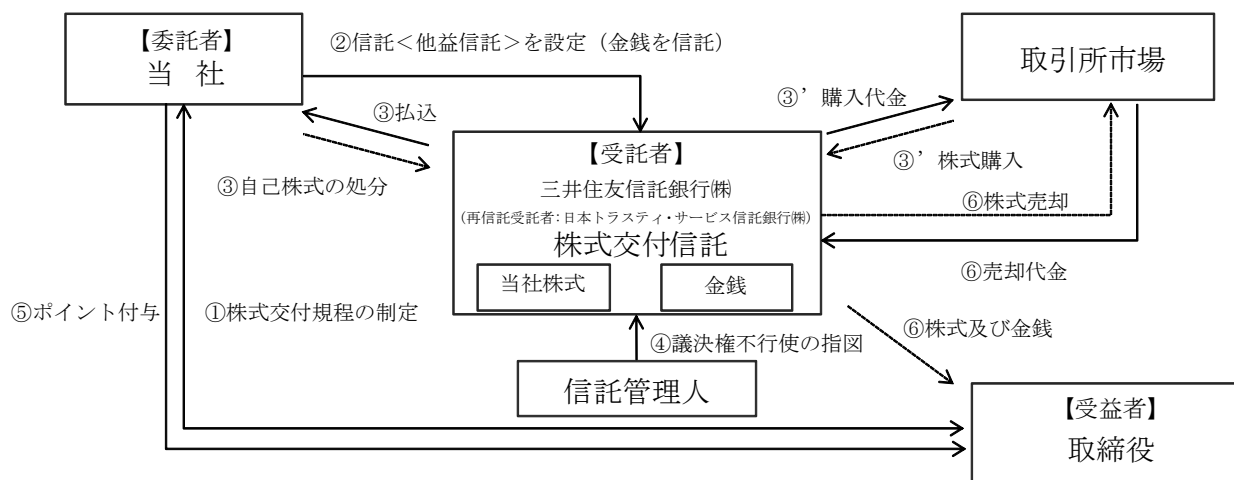 【委託者】
当 社
②信託<他益信託>を設定（金銭を信託）
取引所市場
③払込
③’購入代金
【受託者】
③’株式購入
③自己株式の処分
三井住友信託銀行㈱
⑥株式売却
(再信託受託者:日本トラスティ・サービス信託銀行㈱)
株式交付信託
⑥売却代金
当社株式
金銭
⑤ポイント付与
①株式交付規程の制定
⑥株式及び金銭
④議決権不行使の指図
信託管理人
【受益者】
取締役